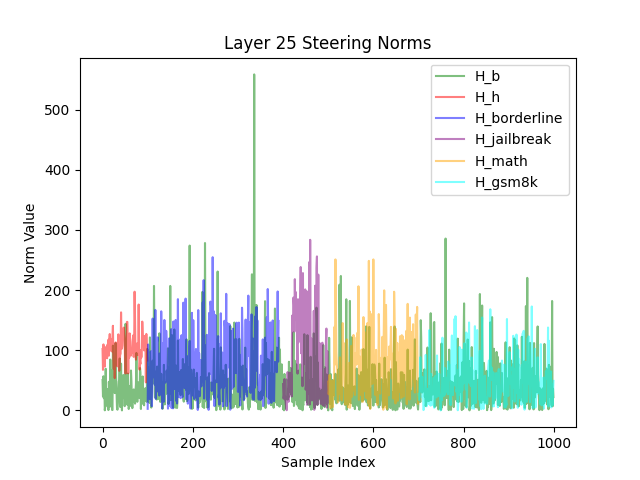 Layer 25 Steering Norms
Norm Value
500
400
300
200
100
0
0 200 400 600 800 1000
Sample Index
H_b
H_h
H_borderline
H_jailbreak
H_math
H_gsm8k